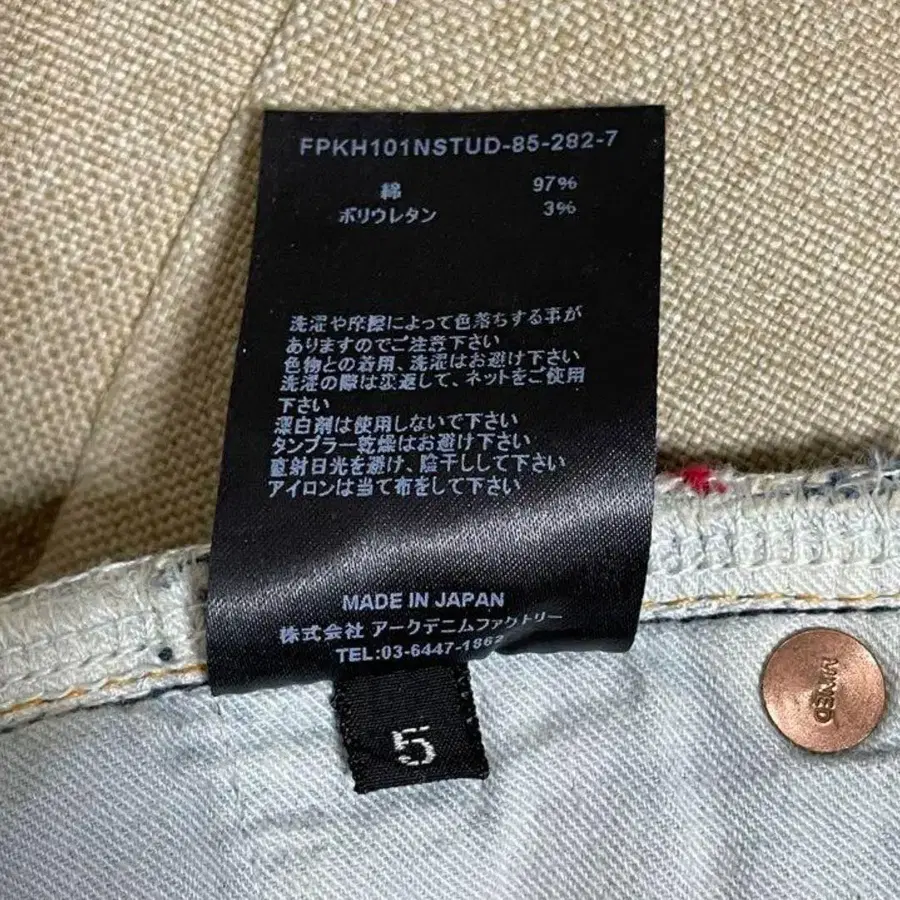 FPKH101NSTUD-85-282-7
綿 97%
ポリウレタン 3%
洗濯や摩擦によって色落ちする事が
ありますのでご注意下さい
色物との着用、洗濯はお避け下さい
洗濯の際は裏返して、ネットをご使用
下さい
漂白剤は使用しないで下さい
タンブラー乾燥はお避け下さい
直射日光を避け、陰干しして下さい
アイロンは当て布をして下さい
MADE IN JAPAN
株式会社 アークデニムファクトリー
TEL:03-6447-1862
5